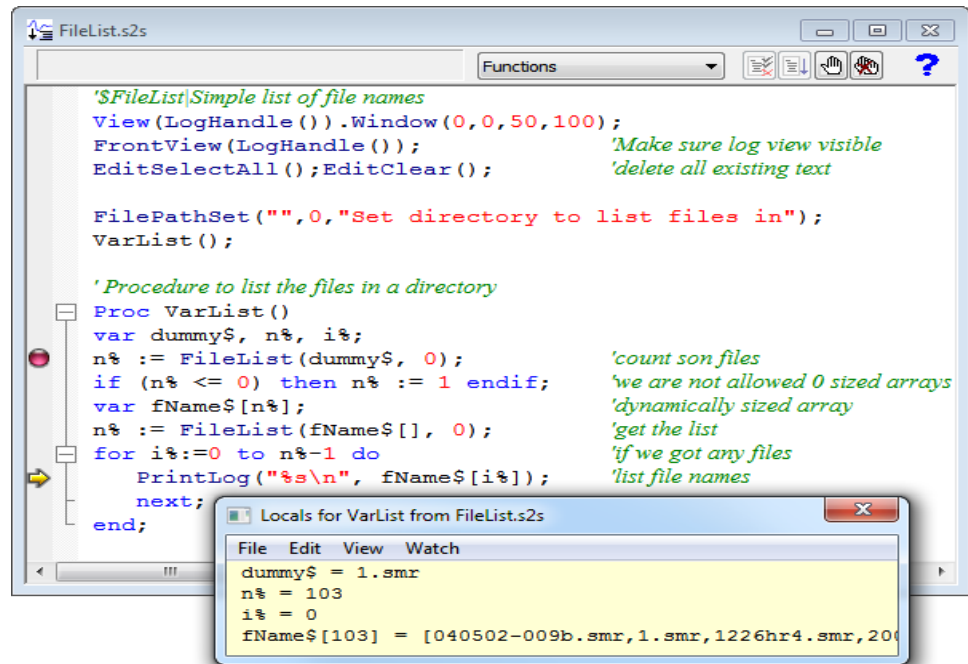 FileList.s2s
Functions
?
'$FileList|Simple list of file names
View(LogHandle()).Window(0,0,50,100);
FrontView(LogHandle()); 'Make sure log view visible
EditSelectAll();EditClear(); 'delete all existing text
FilePathSet("",0,"Set directory to list files in");
VarList();
' Procedure to list the files in a directory
Proc VarList()
var dummy$, n%, i%;
n% := FileList(dummy$, 0); 'count son files
if (n% <= 0) then n% := 1 endif; 'we are not allowed 0 sized arrays
var fName$[n%]; 'dynamically sized array
n% := FileList(fName$[], 0); 'get the list
for i%:=0 to n%-1 do 'if we got any files
PrintLog("%s\n", fName$[i%]); 'list file names
next;
end;
Locals for VarList from FileList.s2s
File Edit View Watch
dummy$ = 1.smr
n% = 103
i% = 0
fName$[103] = [040502-009b.smr,1.smr,1226hr4.smr,200